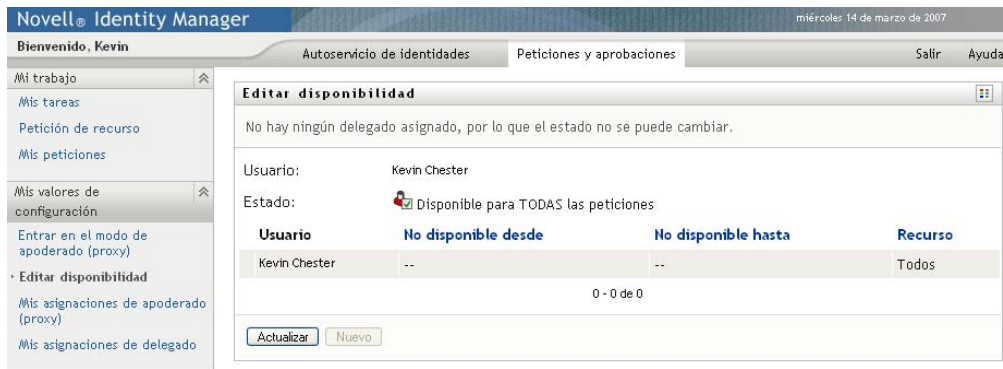 Novell® Identity Manager
miércoles 14 de marzo de 2007
Bienvenido, Kevin
Autoservicio de identidades
Peticiones y aprobaciones
Salir
Ayuda
Mi trabajo
Mis tareas
Petición de recurso
Mis peticiones
Mis valores de
configuración
Entrar en el modo de
apoderado (proxy)
Editar disponibilidad
Mis asignaciones de apoderado
(proxy)
Mis asignaciones de delegado
Editar disponibilidad
No hay ningún delegado asignado, por lo que el estado no se puede cambiar.
Usuario: Kevin Chester
Estado: Disponible para TODAS las peticiones
Usuario No disponible desde No disponible hasta Recurso
Kevin Chester -- -- Todos
0 - 0 de 0
Actualizar Nuevo